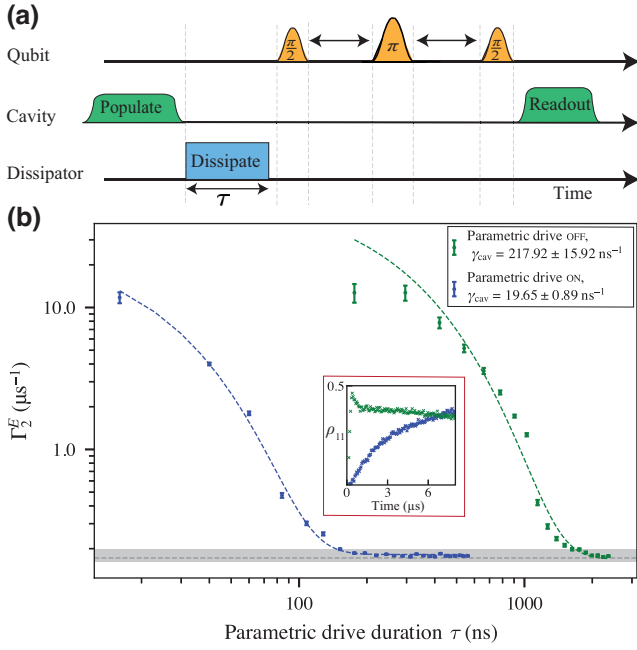 (a)
Qubit
π/2
π
π/2
Cavity
Populate
Readout
Dissipator
Dissipate
τ
Time
(b)
Parametric drive OFF,
γcav = 217.92 ± 15.92 ns⁻¹
Parametric drive ON,
γcav = 19.65 ± 0.89 ns⁻¹
10.0
1.0
Γ₂ᴱ (µs⁻¹)
0.5
ρ₁₁
0
0 3 6
Time (µs)
100 1000
Parametric drive duration τ (ns)